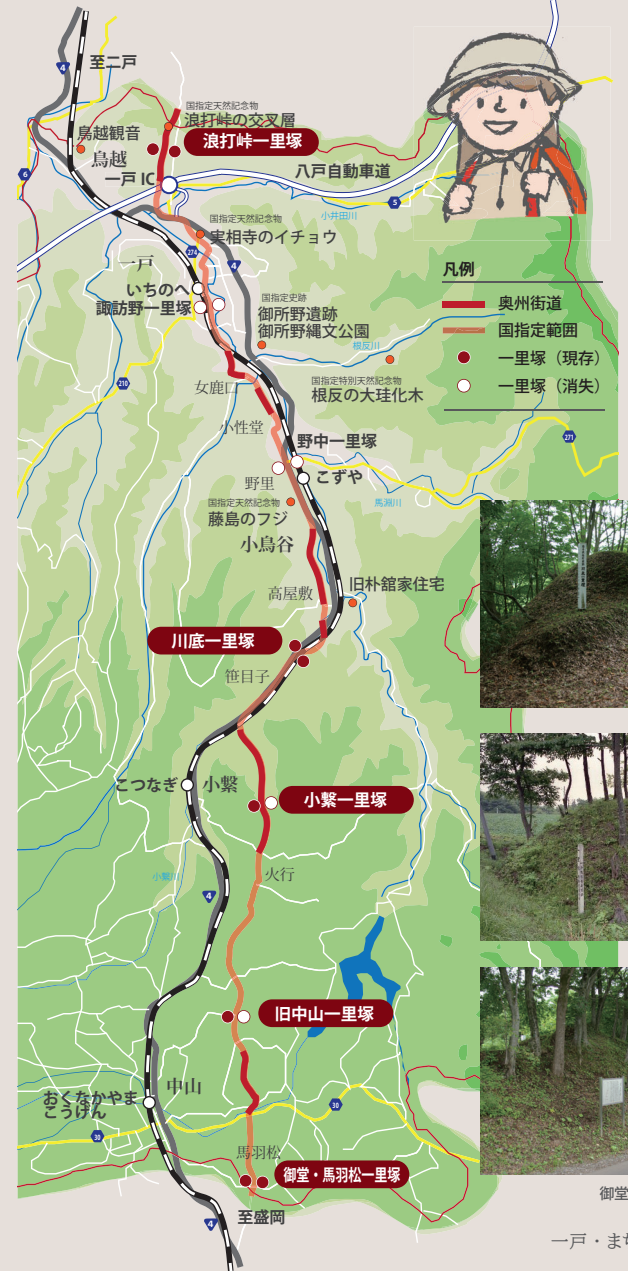 4
至二戸
国指定天然記念物
浪打峠の交叉層
鳥越観音
鳥越
浪打峠一里塚
一戸 IC
八戸自動車道
6
5
小井田川
国指定天然記念物
実相寺のイチョウ
274
4
一戸
いちのへ
諏訪野一里塚
国指定史跡
御所野遺跡
御所野縄文公園
根反川
凡例
奥州街道
国指定範囲
一里塚（現存）
一里塚（消失）
210
女鹿口
国指定特別天然記念物
根反の大珪化木
小性堂
野中一里塚
271
野里
こずや
馬淵川
国指定天然記念物
藤島のフジ
小鳥谷
高屋敷
旧朴舘家住宅
川底一里塚
笹目子
こつなぎ
小繋
小繋一里塚
小繋川
火行
4
旧中山一里塚
中山
おくなかやま
こうげん
30
30
馬羽松
御堂・馬羽松一里塚
至盛岡
4
御堂
一戸・まち